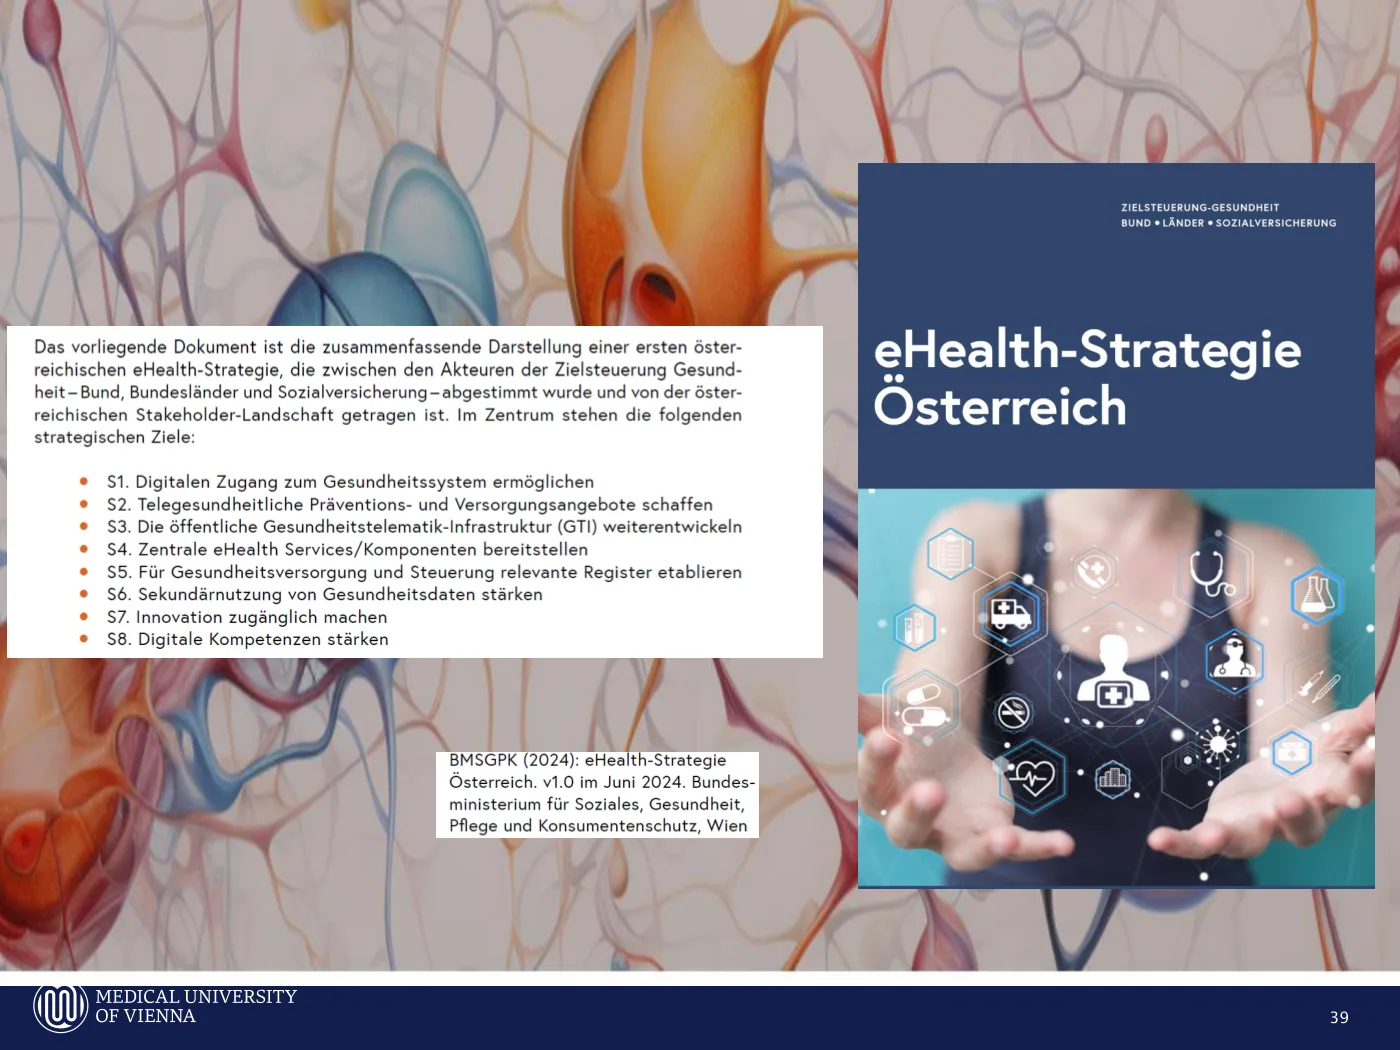 Das vorliegende Dokument ist die zusammenfassende Darstellung einer ersten öster-
reichischen eHealth-Strategie, die zwischen den Akteuren der Zielsteuerung Gesund-
heit – Bund, Bundesländer und Sozialversicherung – abgestimmt wurde und von der öster-
reichischen Stakeholder-Landschaft getragen ist. Im Zentrum stehen die folgenden
strategischen Ziele:
• S1. Digitalen Zugang zum Gesundheitssystem ermöglichen
• S2. Telegesundheitliche Präventions- und Versorgungsangebote schaffen
• S3. Die öffentliche Gesundheitstelematik-Infrastruktur (GTI) weiterentwickeln
• S4. Zentrale eHealth Services/Komponenten bereitstellen
• S5. Für Gesundheitsversorgung und Steuerung relevante Register etablieren
• S6. Sekundärnutzung von Gesundheitsdaten stärken
• S7. Innovation zugänglich machen
• S8. Digitale Kompetenzen stärken
BMSGPK (2024): eHealth-Strategie
Österreich. v1.0 im Juni 2024. Bundes-
ministerium für Soziales, Gesundheit,
Pflege und Konsumentenschutz, Wien
ZIELSTEUERUNG-GESUNDHEIT
BUND • LÄNDER • SOZIALVERSICHERUNG
eHealth-Strategie
Österreich
MEDICAL UNIVERSITY
OF VIENNA
39